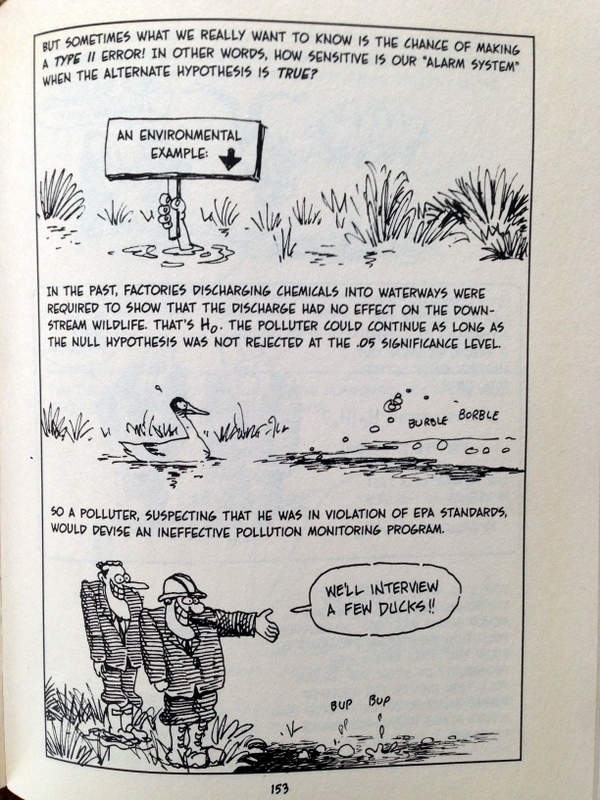 BUT SOMETIMES WHAT WE REALLY WANT TO KNOW IS THE CHANCE OF MAKING
A TYPE II ERROR! IN OTHER WORDS, HOW SENSITIVE IS OUR "ALARM SYSTEM"
WHEN THE ALTERNATE HYPOTHESIS IS TRUE?
AN ENVIRONMENTAL
EXAMPLE:
IN THE PAST, FACTORIES DISCHARGING CHEMICALS INTO WATERWAYS WERE
REQUIRED TO SHOW THAT THE DISCHARGE HAD NO EFFECT ON THE DOWN-
STREAM WILDLIFE. THAT'S H₀. THE POLLUTER COULD CONTINUE AS LONG AS
THE NULL HYPOTHESIS WAS NOT REJECTED AT THE .05 SIGNIFICANCE LEVEL.
BURBLE BORBLE
SO A POLLUTER, SUSPECTING THAT HE WAS IN VIOLATION OF EPA STANDARDS,
WOULD DEVISE AN INEFFECTIVE POLLUTION MONITORING PROGRAM.
WE'LL INTERVIEW
A FEW DUCKS!!
BUP BUP
153